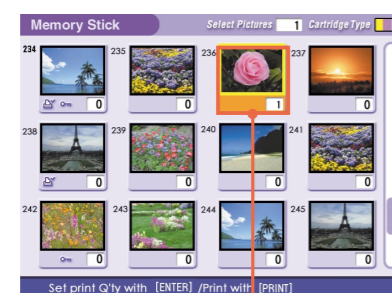 Memory Stick Select Pictures 1 Cartridge Type
234 235 236 237
0 0 1 0
238 239 240 241
0 0 0 0
242 243 244 245
0 0 0 0
Set print Q'ty with [ENTER] /Print with [PRINT]